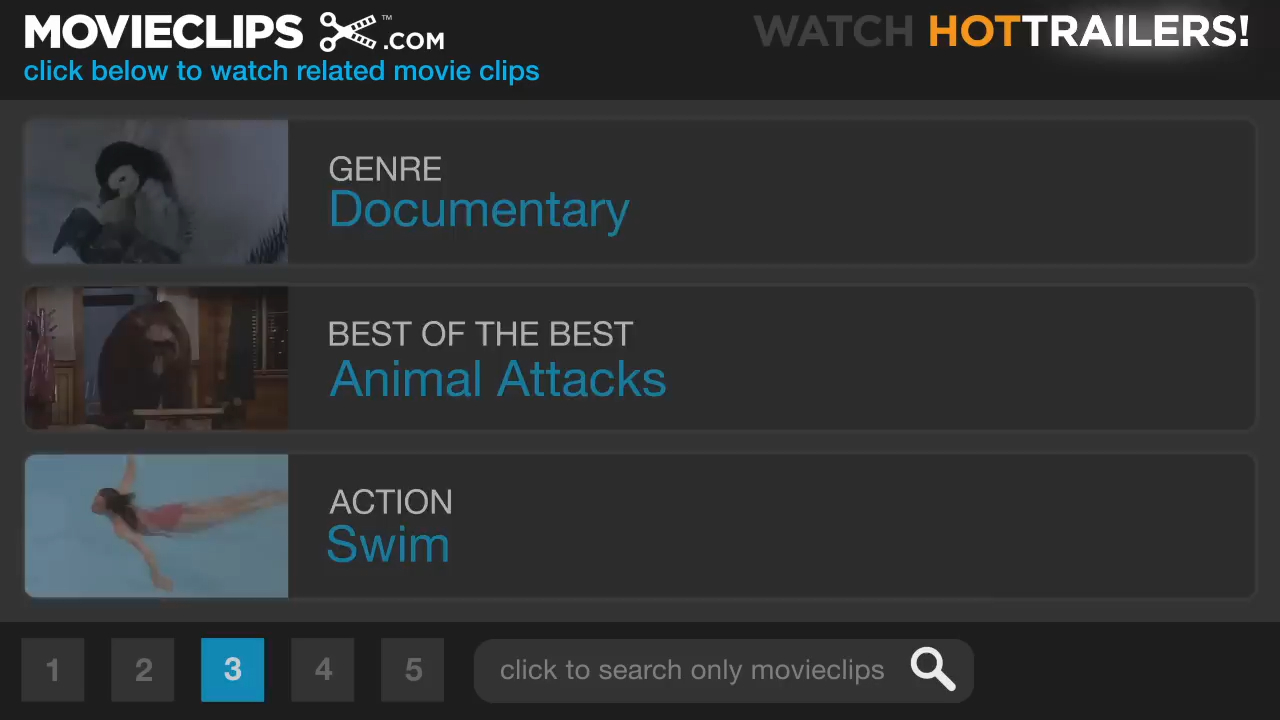 MOVIECLIPS ™ .COM
WATCH HOTTRAILERS!
click below to watch related movie clips
GENRE
Documentary
BEST OF THE BEST
Animal Attacks
ACTION
Swim
1 2 3 4 5
click to search only movieclips